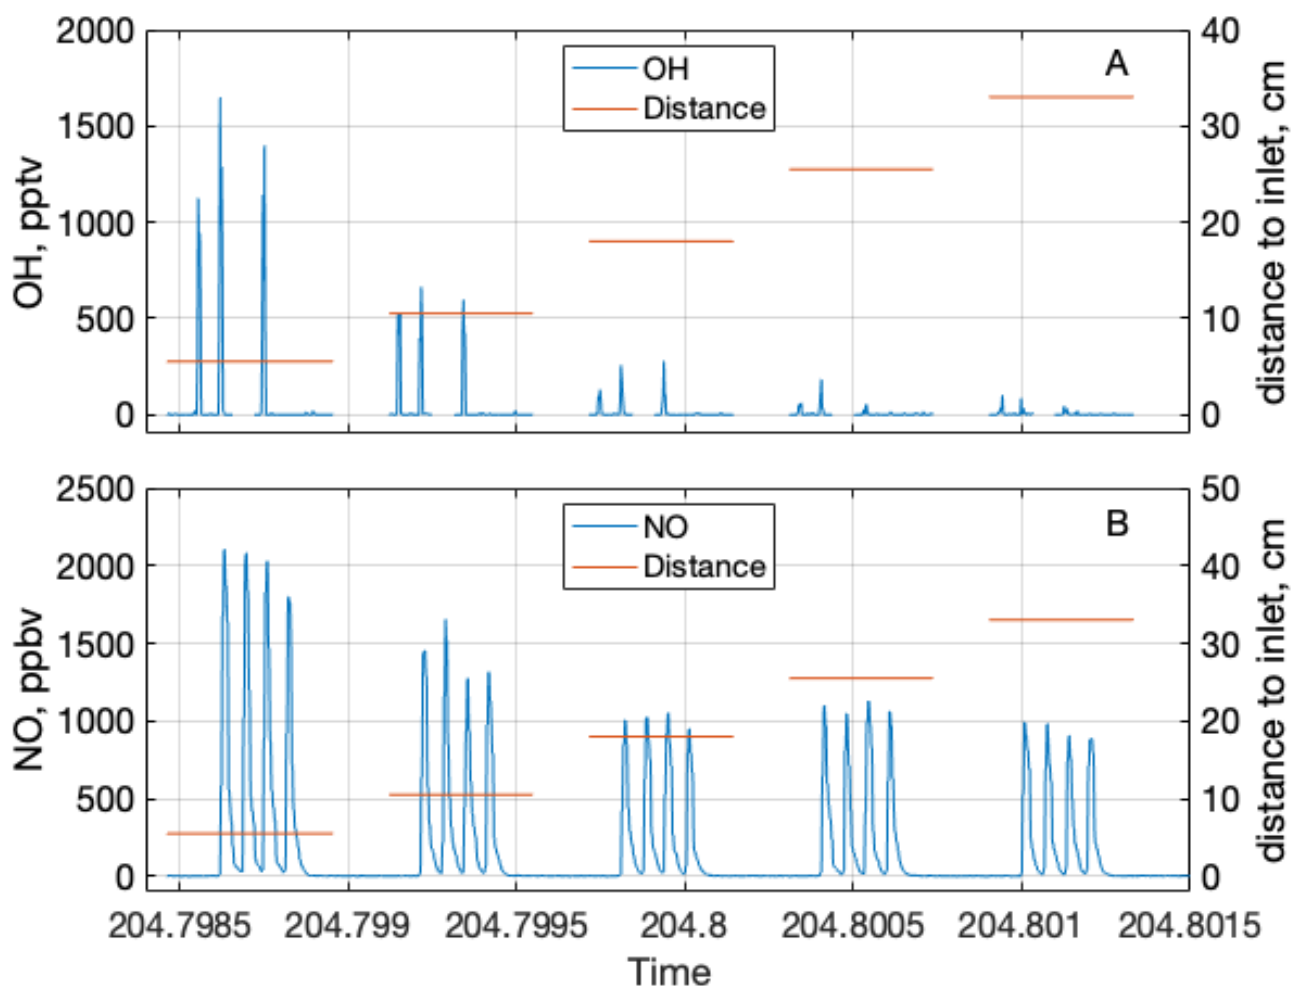 2000
1500
1000
500
0
OH, pptv
OH
Distance
A
40
30
20
10
0
distance to inlet, cm
2500
2000
1500
1000
500
0
NO, ppbv
NO
Distance
B
50
40
30
20
10
0
distance to inlet, cm
204.7985 204.799 204.7995 204.8 204.8005 204.801 204.8015
Time